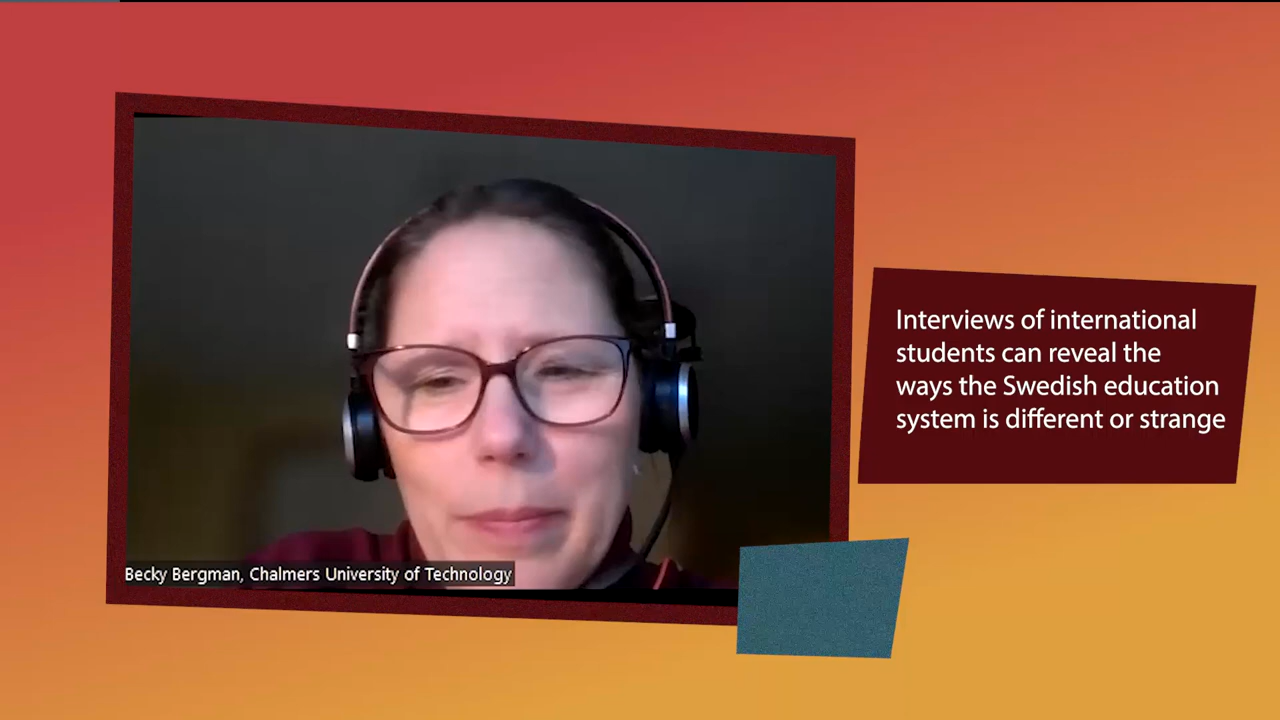 Interviews of international
students can reveal the
ways the Swedish education
system is different or strange
Becky Bergman, Chalmers University of Technology